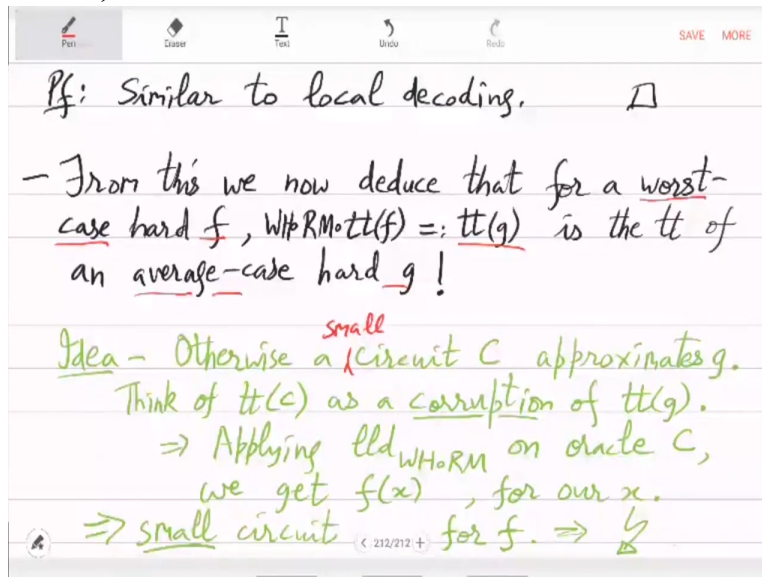 Pen Eraser Text Undo Redo SAVE MORE
Pf: Similar to local decoding. □
- From this we now deduce that for a worst-
case hard f, WH∘RM∘tt(f) =: tt(g) is the tt of
an average-case hard g!
small
Idea - Otherwise a circuit C approximates g.
Think of tt(C) as a corruption of tt(g).
⇒ Applying lld WH∘RM on oracle C,
we get f(x), for our x.
⇒ small circuit for f. ⇒ ↯
< 212/212 +